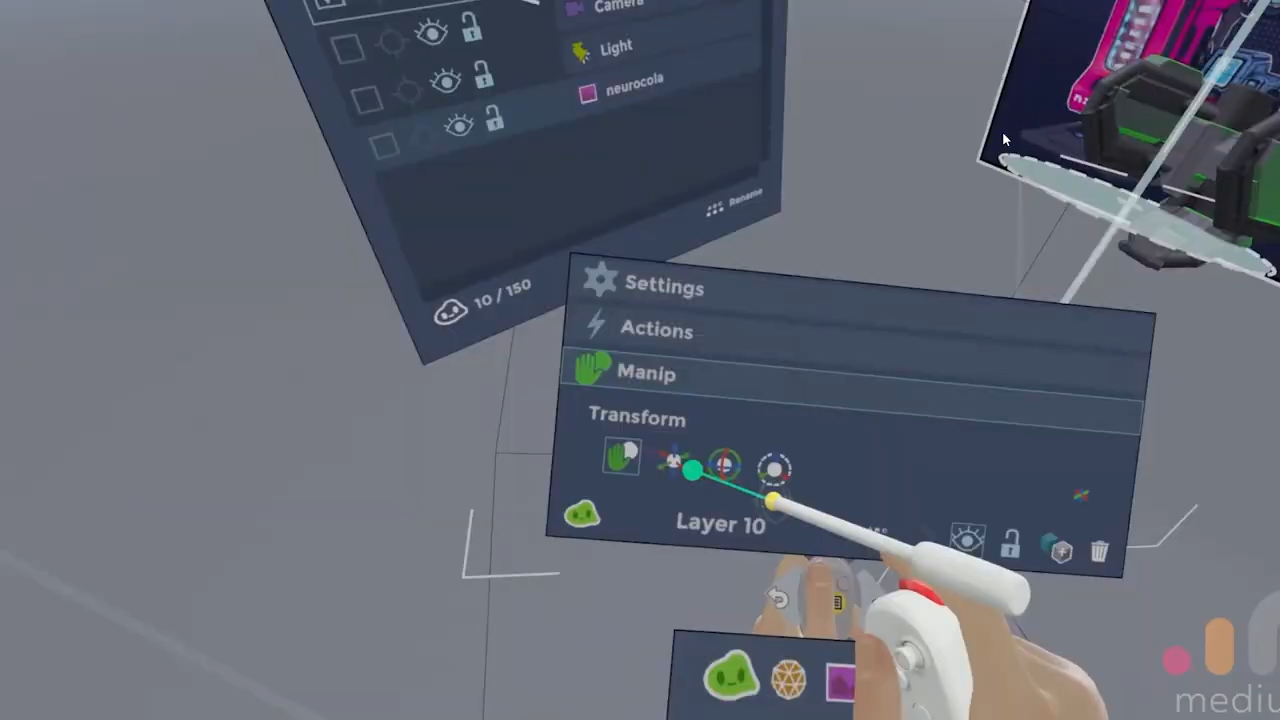 Camera
Light
neurocola
Rename
10 / 150
Settings
Actions
Manip
Transform
Layer 10
mediu